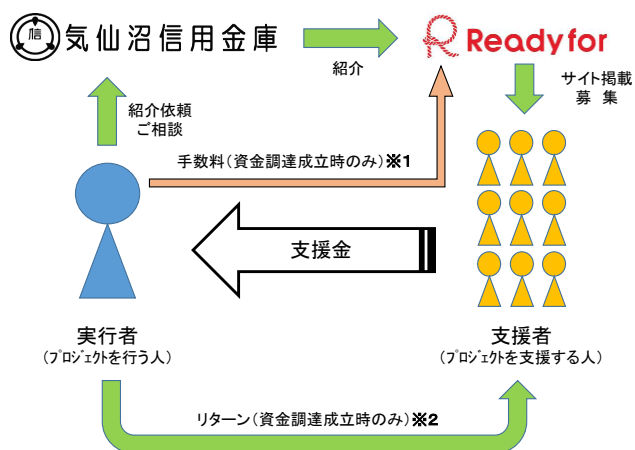 信
気仙沼信用金庫
紹介
Readyfor
サイト掲載
募 集
紹介依頼
ご相談
手数料(資金調達成立時のみ)※1
支援金
実行者
(ﾌﾟﾛｼﾞｪｸﾄを行う人)
支援者
(ﾌﾟﾛｼﾞｪｸﾄを支援する人)
リターン(資金調達成立時のみ)※2